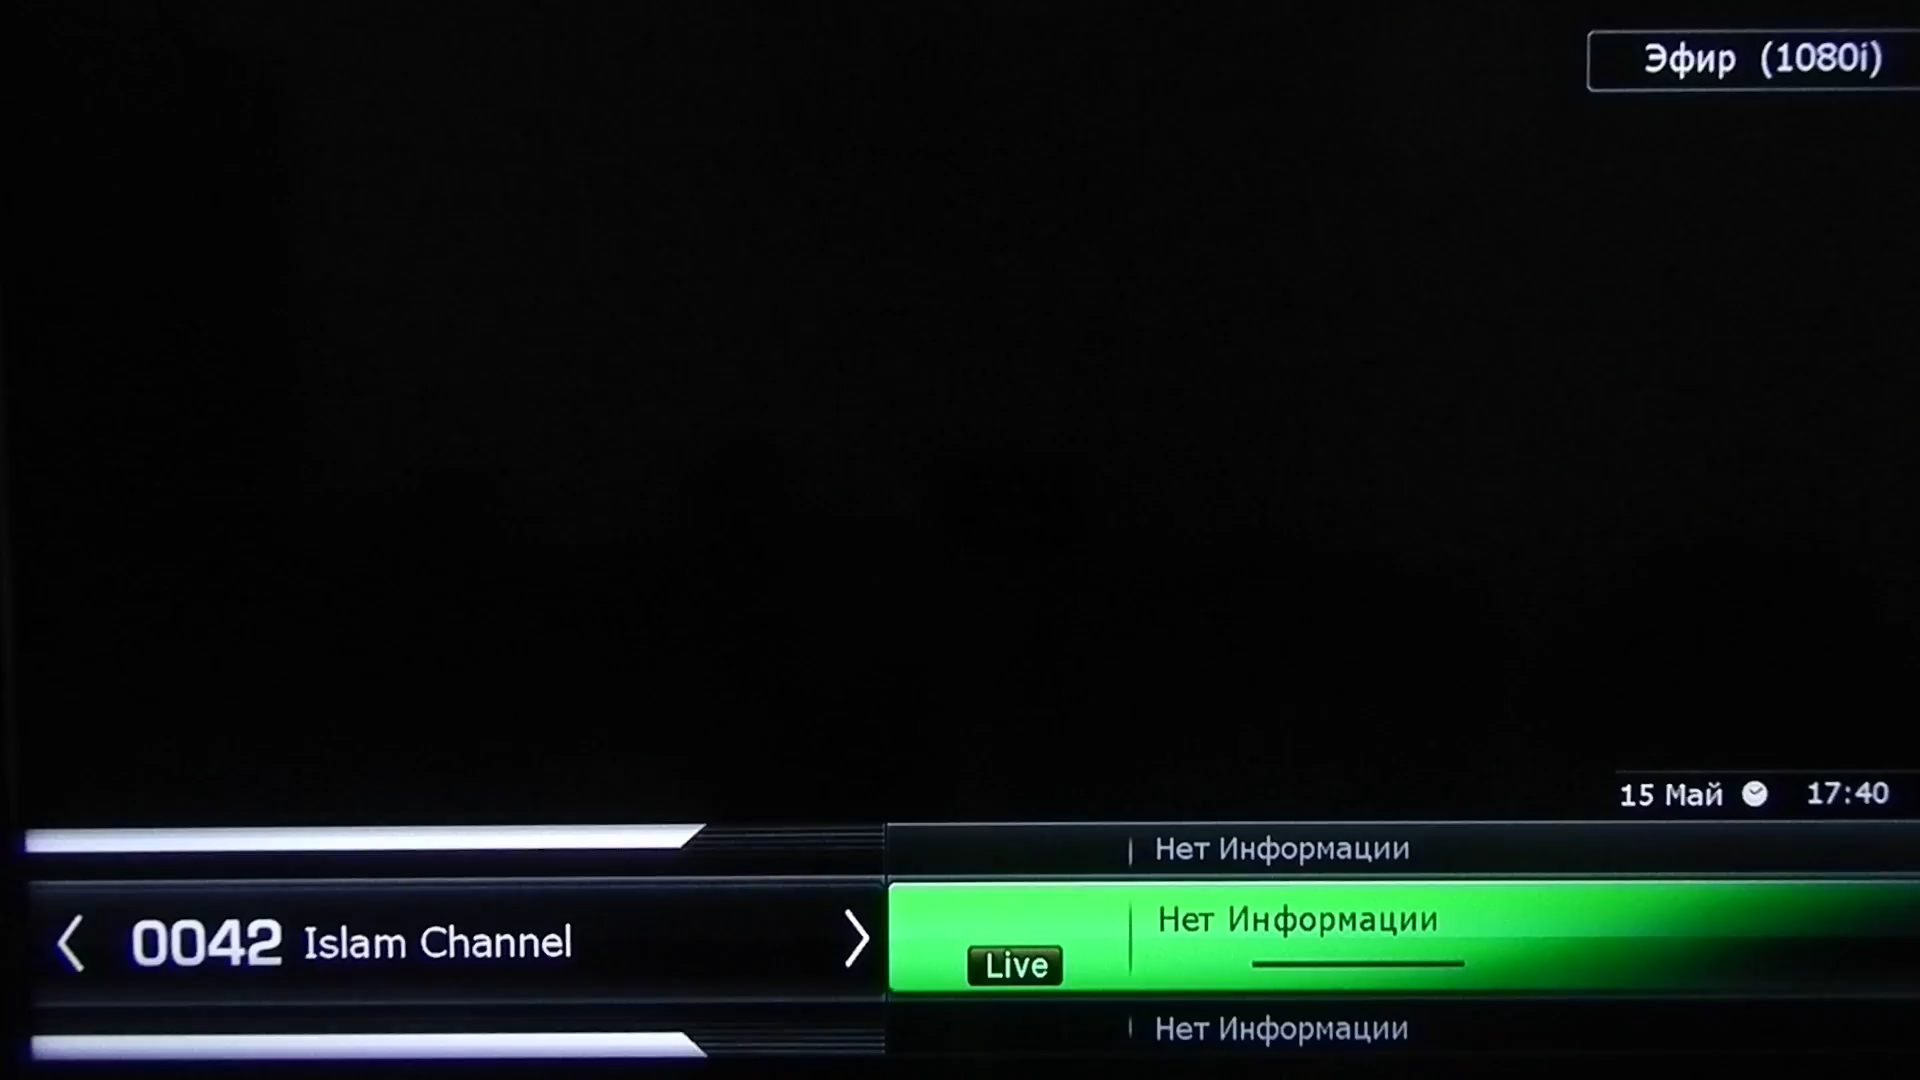 Эфир (1080i)
15 Май 17:40
Нет Информации
0042 Islam Channel
Нет Информации
Live
Нет Информации